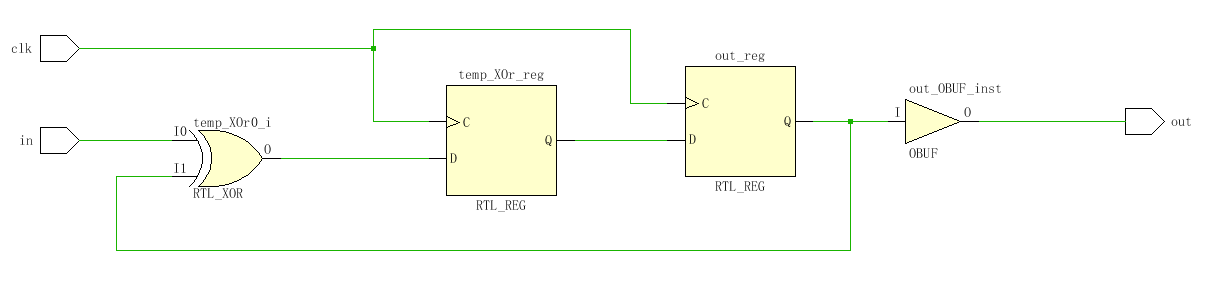 clk
in
temp_XOr0_i
I0
I1
O
RTL_XOR
temp_XOr_reg
C
D
Q
RTL_REG
out_reg
C
D
Q
RTL_REG
out_OBUF_inst
I
O
OBUF
out